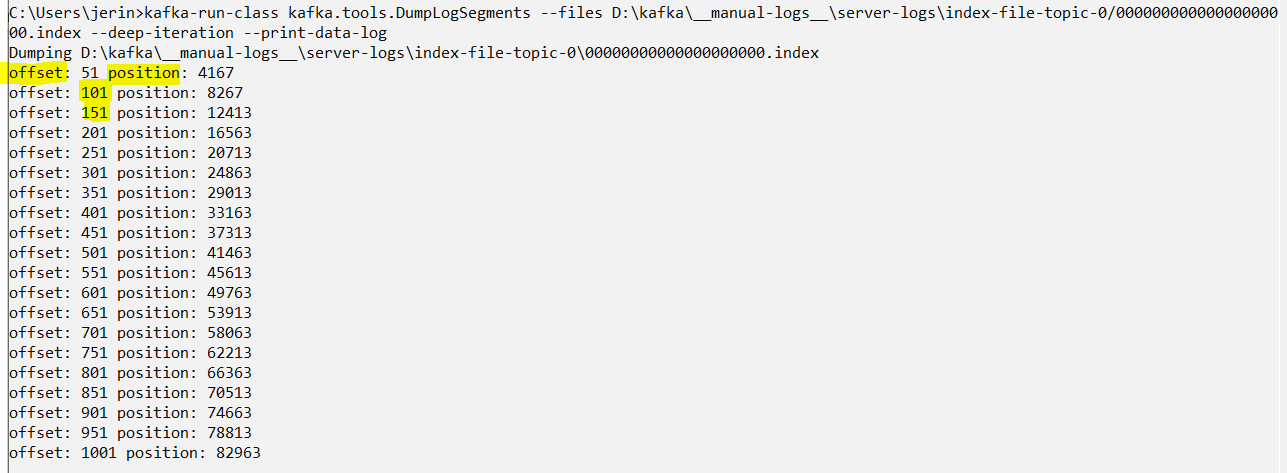 C:\Users\jerin>kafka-run-class kafka.tools.DumpLogSegments --files D:\kafka\__manual-logs__\server-logs\index-file-topic-0/000000000000000000
00.index --deep-iteration --print-data-log
Dumping D:\kafka\__manual-logs__\server-logs\index-file-topic-0\00000000000000000000.index
offset: 51 position: 4167
offset: 101 position: 8267
offset: 151 position: 12413
offset: 201 position: 16563
offset: 251 position: 20713
offset: 301 position: 24863
offset: 351 position: 29013
offset: 401 position: 33163
offset: 451 position: 37313
offset: 501 position: 41463
offset: 551 position: 45613
offset: 601 position: 49763
offset: 651 position: 53913
offset: 701 position: 58063
offset: 751 position: 62213
offset: 801 position: 66363
offset: 851 position: 70513
offset: 901 position: 74663
offset: 951 position: 78813
offset: 1001 position: 82963